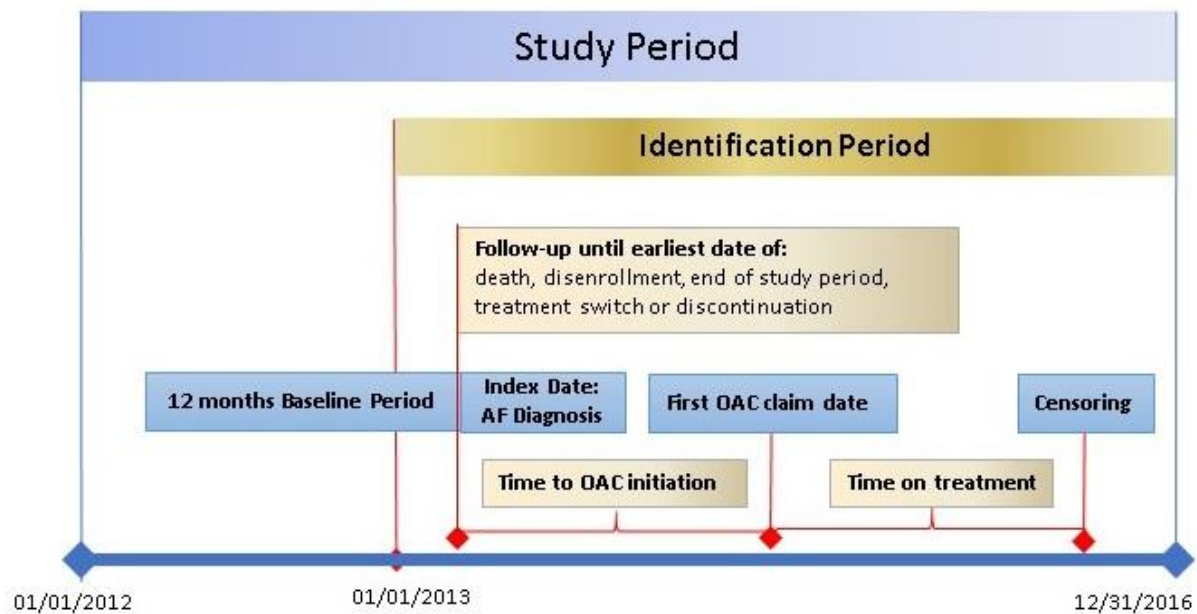 Study Period
Identification Period
Follow-up until earliest date of:
death, disenrollment, end of study period,
treatment switch or discontinuation
12 months Baseline Period
Index Date:
AF Diagnosis
First OAC claim date
Censoring
Time to OAC initiation
Time on treatment
01/01/2012
01/01/2013
12/31/2016